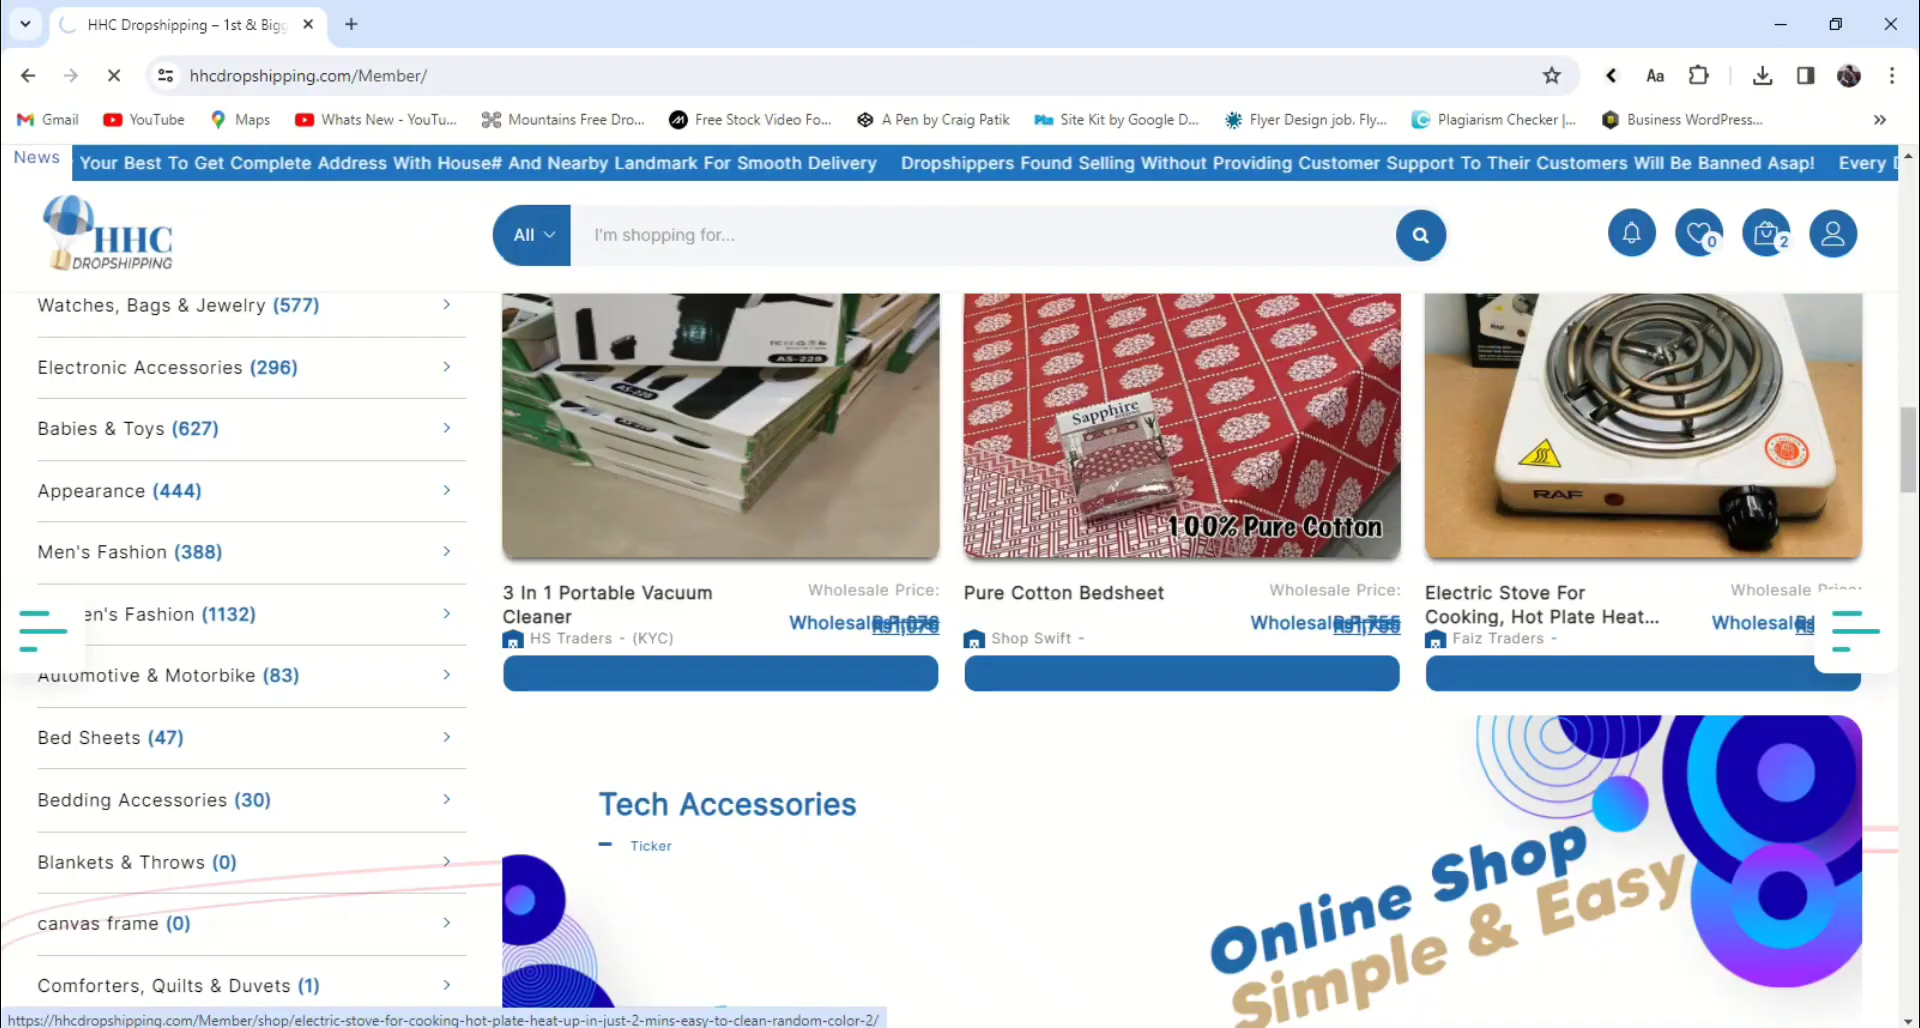 HHC Dropshipping – 1st & Bigg
hhcdropshipping.com/Member/
Aa
Gmail
YouTube
Maps
Whats New - YouTu...
Mountains Free Dro...
Free Stock Video Fo...
A Pen by Craig Patik
Site Kit by Google D...
Flyer Design job. Fly...
Plagiarism Checker |...
Business WordPress...
News
Your Best To Get Complete Address With House# And Nearby Landmark For Smooth Delivery
Dropshippers Found Selling Without Providing Customer Support To Their Customers Will Be Banned Asap!
Every
HHC
DROPSHIPPING
All
I'm shopping for...
0
2
Watches, Bags & Jewelry (577)
Electronic Accessories (296)
Babies & Toys (627)
Appearance (444)
Men's Fashion (388)
en's Fashion (1132)
Automotive & Motorbike (83)
Bed Sheets (47)
Bedding Accessories (30)
Blankets & Throws (0)
canvas frame (0)
Comforters, Quilts & Duvets (1)
AS-228
AS-228
Sapphire
100% Pure Cotton
RAF
RAF
3 In 1 Portable Vacuum
Cleaner
Wholesale Price:
HS Traders - (KYC)
Pure Cotton Bedsheet
Wholesale Price:
Shop Swift -
Electric Stove For
Cooking, Hot Plate Heat...
Wholesale Price:
Faiz Traders -
Tech Accessories
Ticker
Online Shop
Simple & Easy
https://hhcdropshipping.com/Member/shop/electric-stove-for-cooking-hot-plate-heat-up-in-just-2-mins-easy-to-clean-random-color-2/